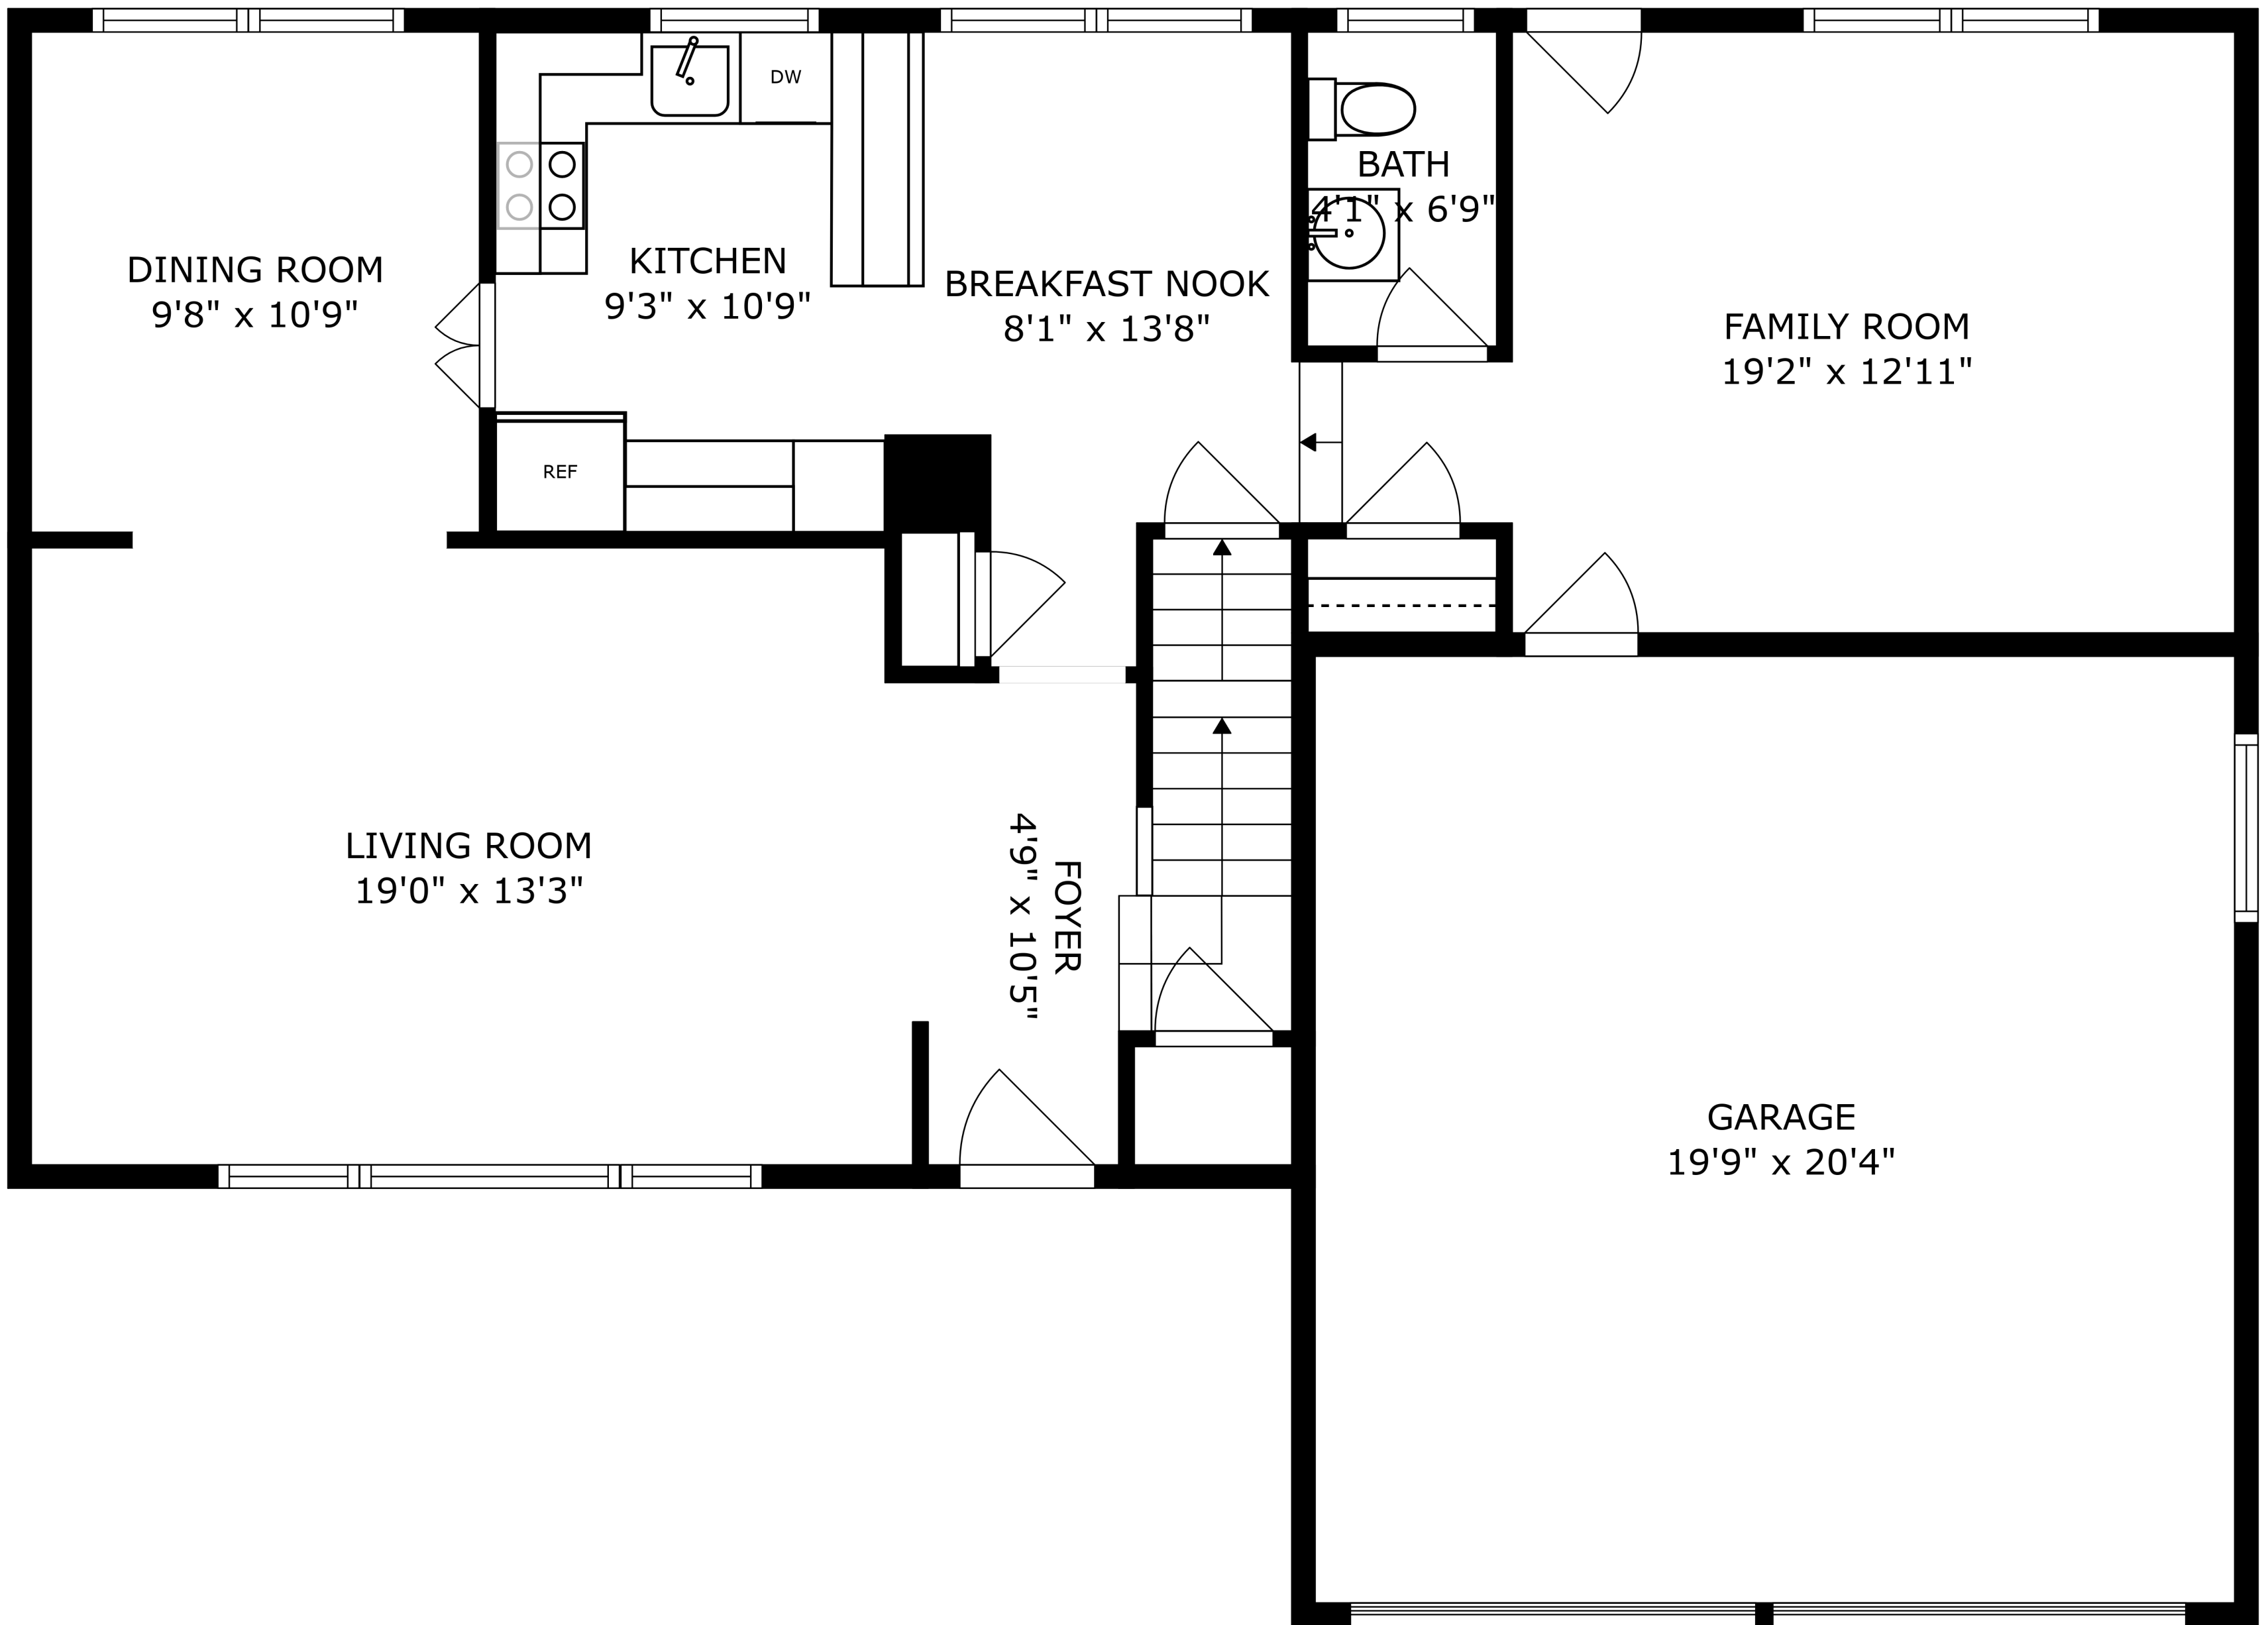 DW
BATH
4'1" x 6'9"
DINING ROOM
9'8" x 10'9"
KITCHEN
9'3" x 10'9"
BREAKFAST NOOK
8'1" x 13'8"
FAMILY ROOM
19'2" x 12'11"
REF
LIVING ROOM
19'0" x 13'3"
FOYER
4'9" x 10'5"
GARAGE
19'9" x 20'4"